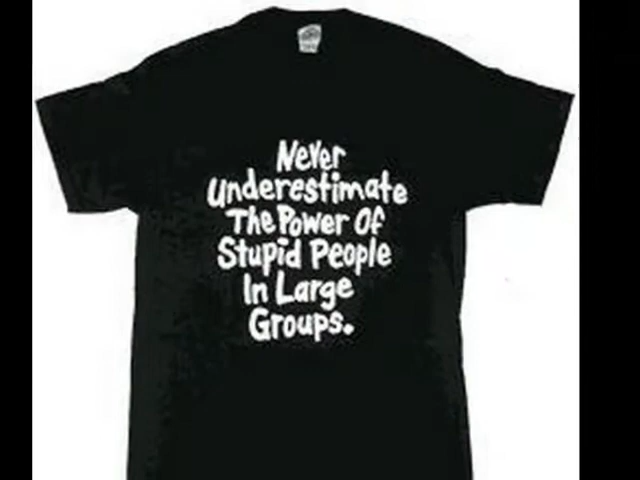 Never
Underestimate
The Power Of
Stupid People
In Large
Groups.